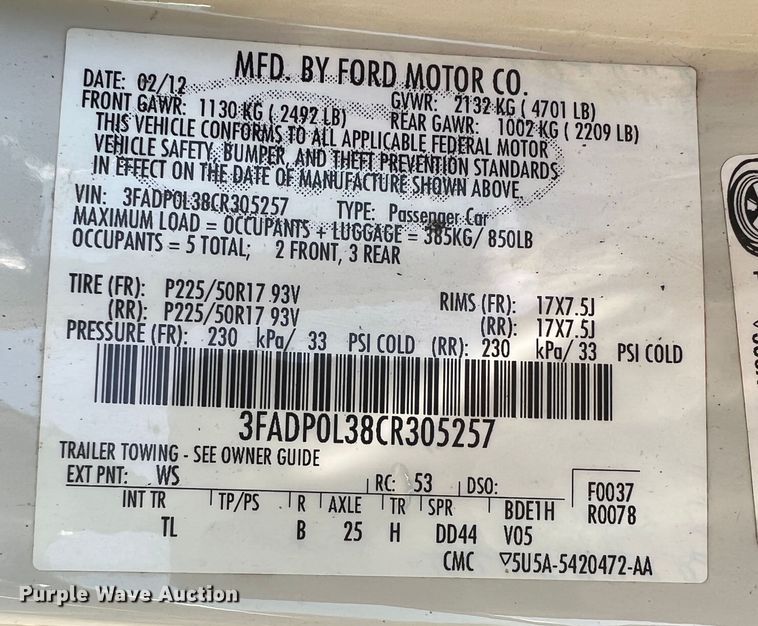 MFD. BY FORD MOTOR CO.
DATE: 02/12 GVWR: 2132 KG ( 4701 LB)
FRONT GAWR: 1130 KG ( 2492 LB) REAR GAWR: 1002 KG ( 2209 LB)
THIS VEHICLE CONFORMS TO ALL APPLICABLE FEDERAL MOTOR
VEHICLE SAFETY, BUMPER, AND THEFT PREVENTION STANDARDS
IN EFFECT ON THE DATE OF MANUFACTURE SHOWN ABOVE.
VIN: 3FADP0L38CR305257 TYPE: Passenger Car
MAXIMUM LOAD = OCCUPANTS + LUGGAGE = 385KG/ 850LB
OCCUPANTS = 5 TOTAL; 2 FRONT, 3 REAR
TIRE (FR): P225/50R17 93V RIMS (FR): 17X7.5J
(RR): P225/50R17 93V (RR): 17X7.5J
PRESSURE (FR): 230 kPa/ 33 PSI COLD (RR): 230 kPa/ 33 PSI COLD
3FADP0L38CR305257
TRAILER TOWING - SEE OWNER GUIDE
EXT PNT: WS RC: 53 DSO: F0037
INT TR TP/PS R AXLE TR SPR BDE1H R0078
TL B 25 H DD44 V05
CMC ▽5U5A-5420472-AA
Purple Wave Auction